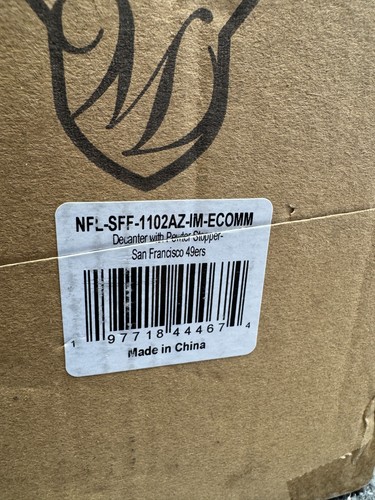 M
NFL-SFF-1102AZ-IM-ECOMM
Decanter with Pewter Stopper-
San Francisco 49ers
1 97718 44467 4
Made in China